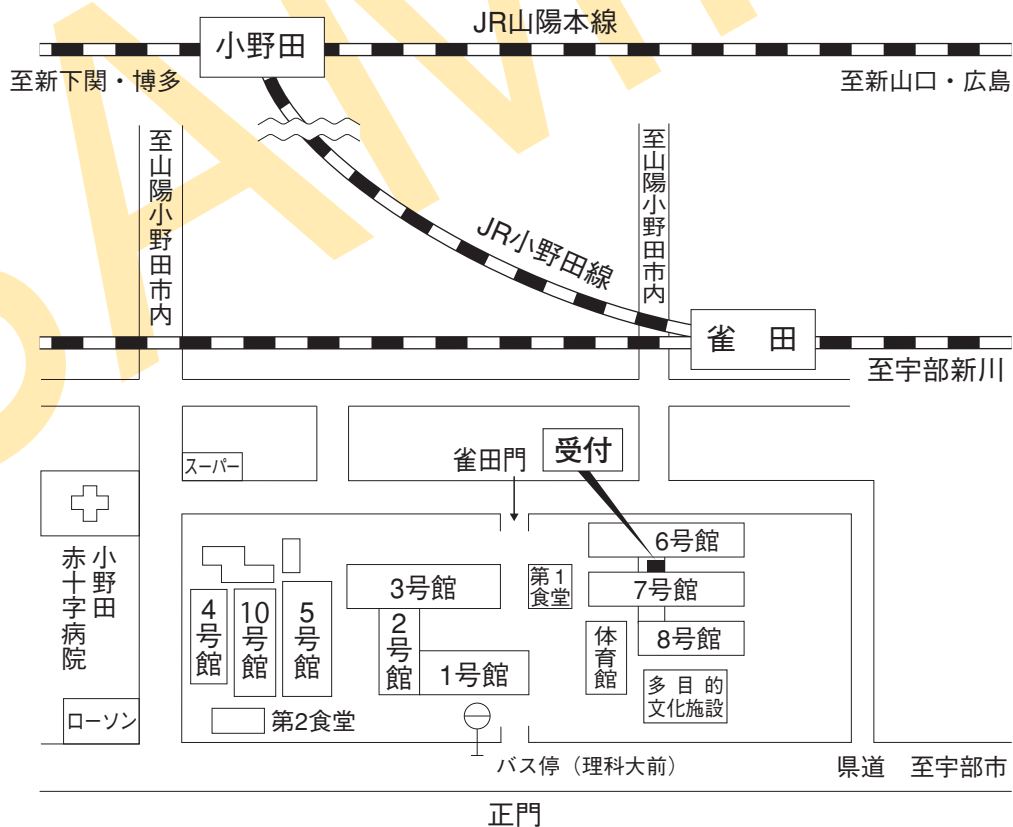 JR山陽本線
小野田
至新下関・博多
至新山口・広島
至山陽小野田市内
至山陽小野田市内
JR小野田線
雀　田
至宇部新川
スーパー
雀田門
受付
小野田
赤十字病院
6号館
第1
食堂
7号館
3号館
4号館
10号館
5号館
2号館
1号館
体育館
8号館
多目的
文化施設
ローソン
第2食堂
バス停（理科大前）
県道　至宇部市
正門
SAM